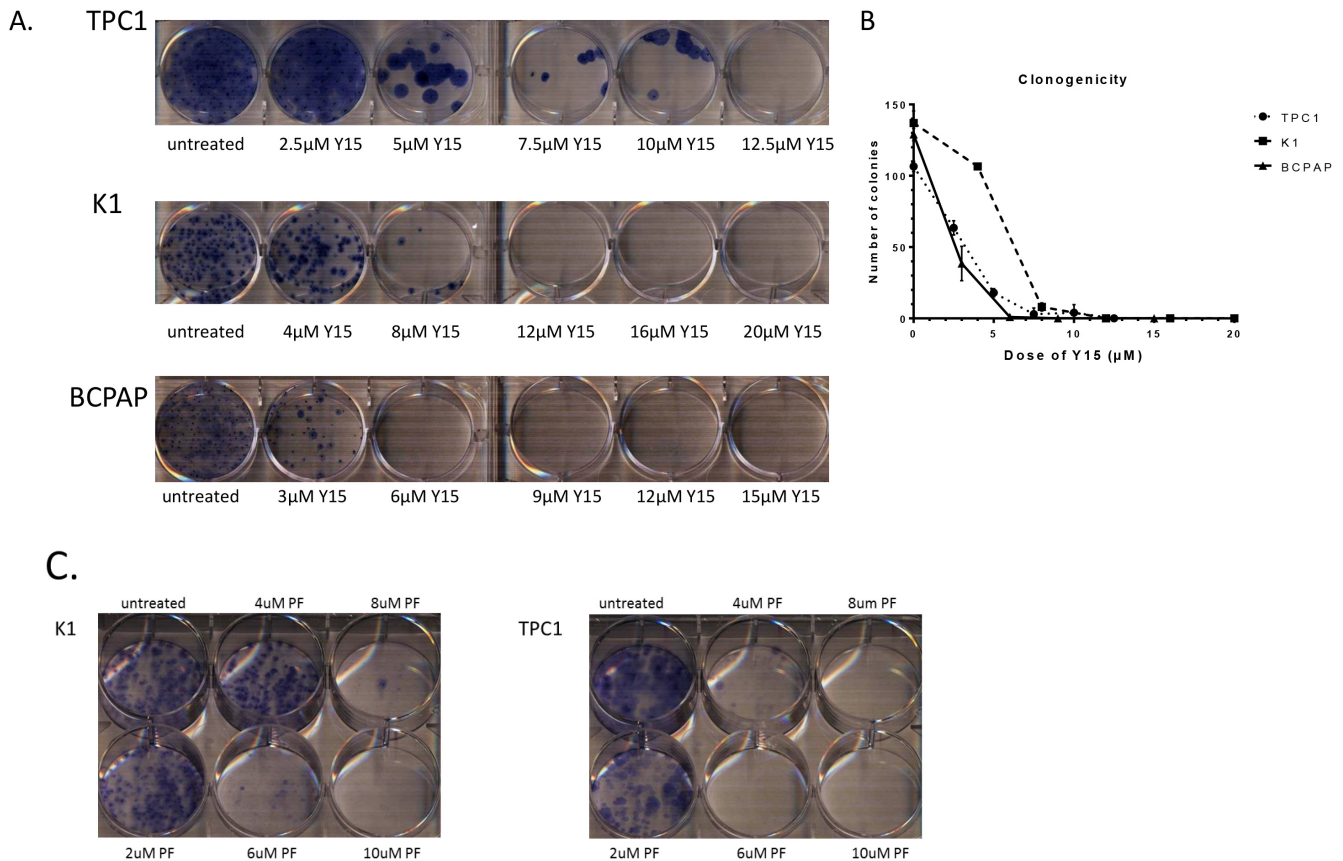 A.
TPC1
untreated 2.5µM Y15 5µM Y15 7.5µM Y15 10µM Y15 12.5µM Y15
K1
untreated 4µM Y15 8µM Y15 12µM Y15 16µM Y15 20µM Y15
BCPAP
untreated 3µM Y15 6µM Y15 9µM Y15 12µM Y15 15µM Y15
B
Clonogenicity
Number of colonies
150
100
50
0
0 5 10 15 20
Dose of Y15 (µM)
TPC1
K1
BCPAP
C.
K1
untreated 4uM PF 8uM PF
2uM PF 6uM PF 10uM PF
TPC1
untreated 4uM PF 8um PF
2uM PF 6uM PF 10uM PF